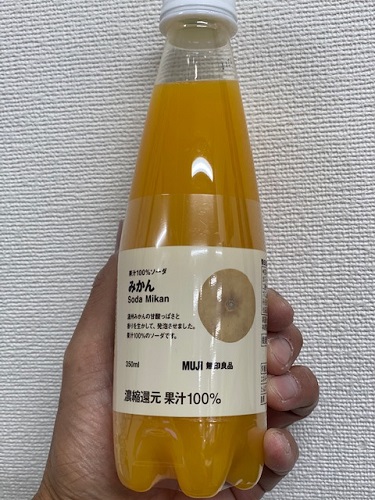 果汁100%ソーダ
みかん
Soda Mikan
温州みかんの甘酸っぱさと
香りを生かして、発泡させました。
果汁100%のソーダです。
350ml
MUJI 無印良品
濃縮還元 果汁100%